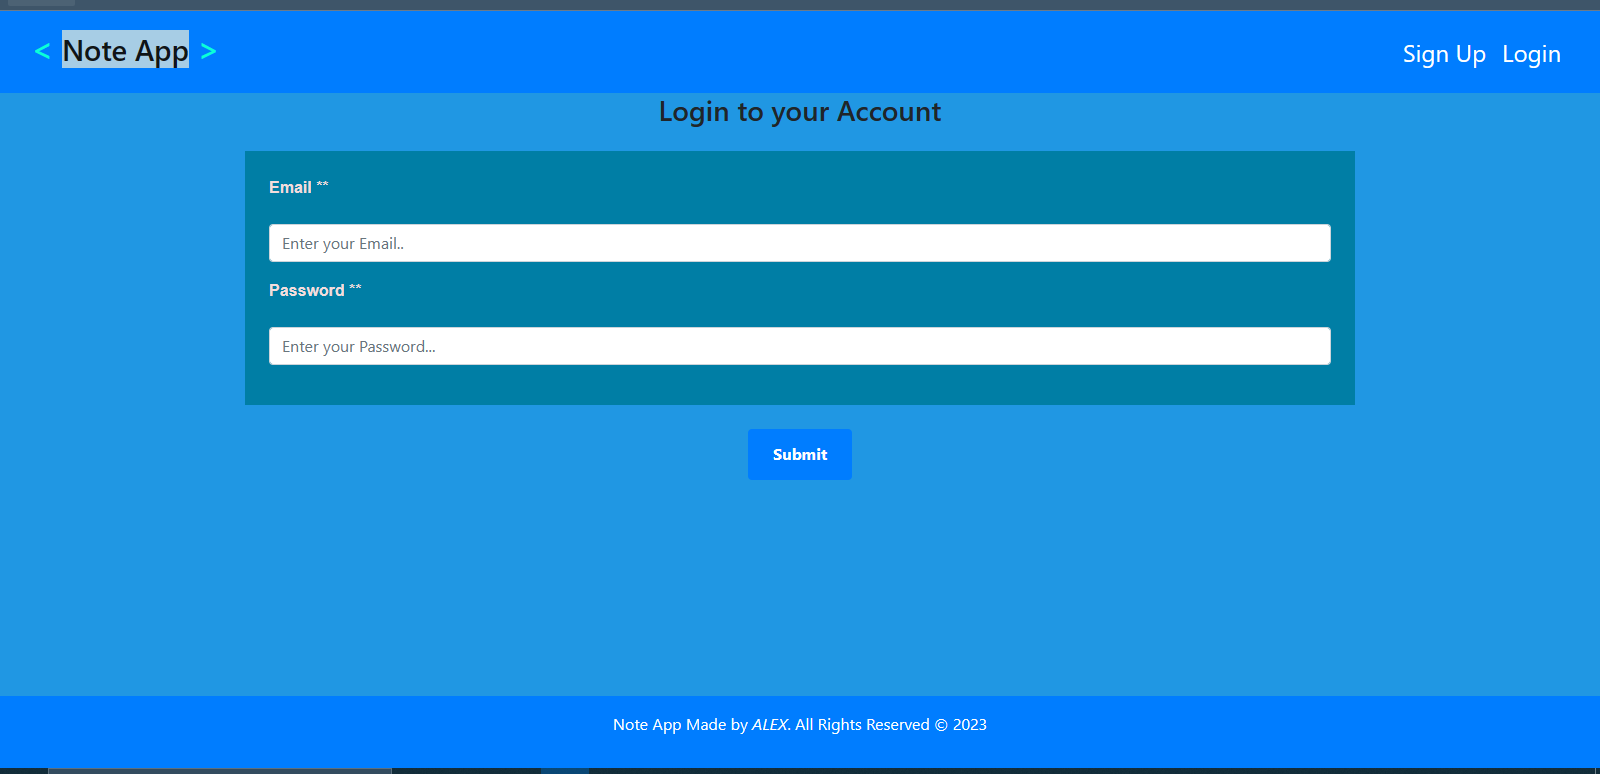 < Note App >
Sign Up Login
Login to your Account
Email **
Enter your Email..
Password **
Enter your Password...
Submit
Note App Made by ALEX. All Rights Reserved © 2023